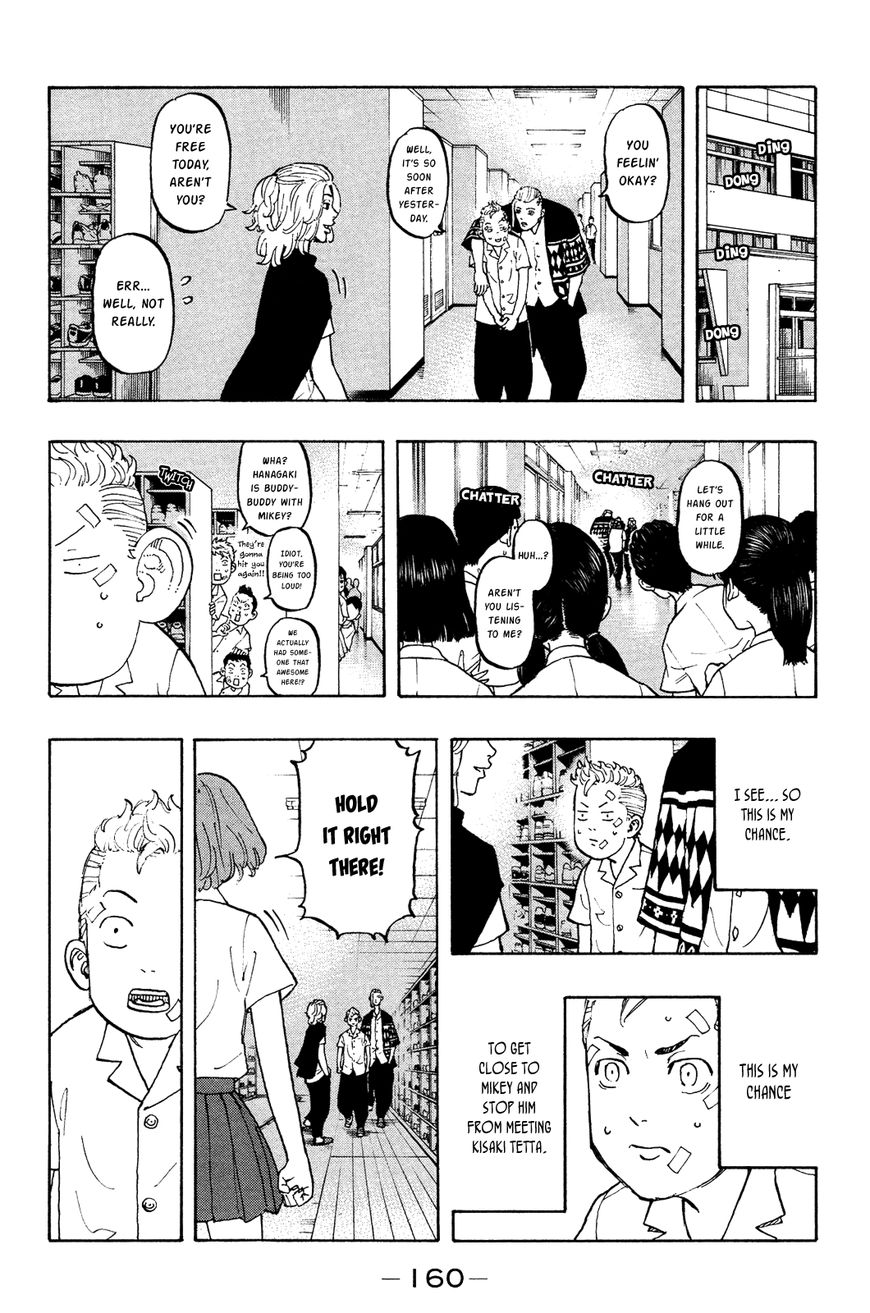 DING
DONG
DING
DONG
YOU
FEELIN'
OKAY?
WELL,
IT'S SO
SOON
AFTER
YESTER-
DAY.
YOU'RE
FREE
TODAY,
AREN'T
YOU?
ERR...
WELL, NOT
REALLY.
LET'S
HANG OUT
FOR A
LITTLE
WHILE.
CHATTER
CHATTER
HUH...?
AREN'T
YOU LIS-
TENING
TO ME?
WHA?
HANAGAKI
IS BUDDY-
BUDDY WITH
MIKEY?
IDIOT.
YOU'RE
BEING TOO
LOUD!
They're
gonna
hit you
again!!
WE
ACTUALLY
HAD SOME-
ONE THAT
AWESOME
HERE!?
TWITCH
I SEE... SO
THIS IS MY
CHANCE.
THIS IS MY
CHANCE
TO GET
CLOSE TO
MIKEY AND
STOP HIM
FROM MEETING
KISAKI TETTA.
HOLD
IT RIGHT
THERE!
—160—